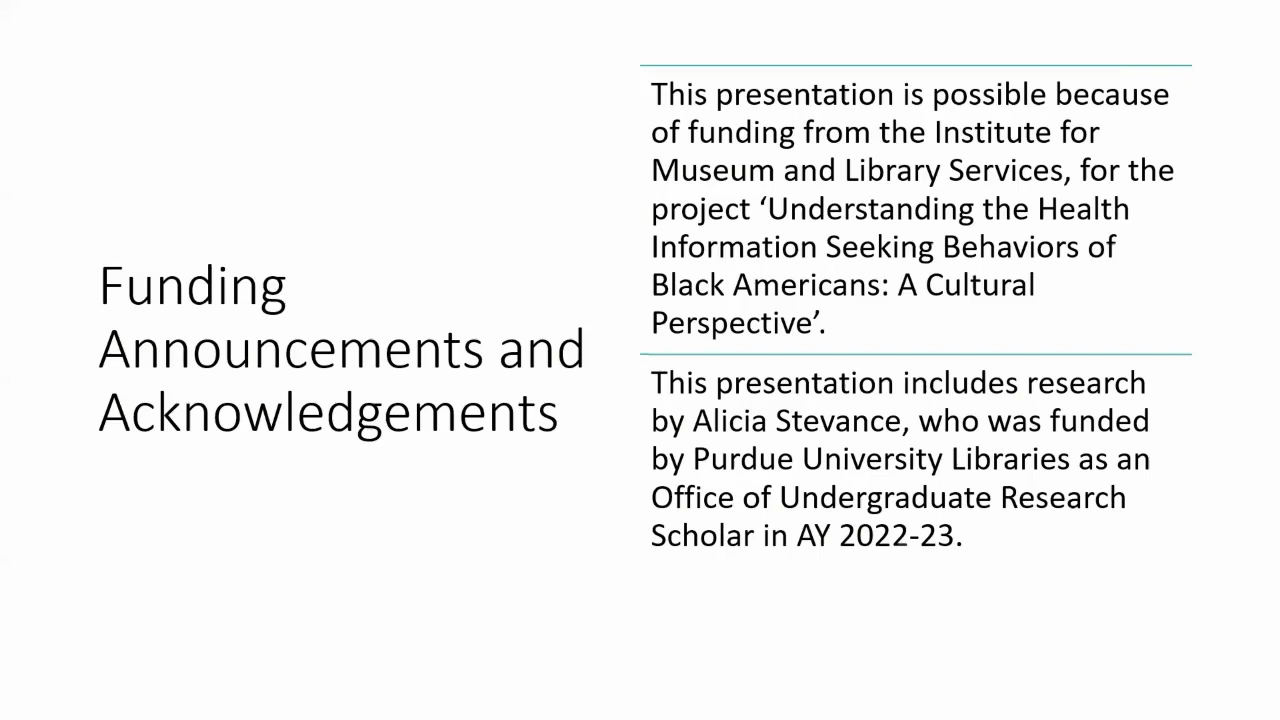 Funding
Announcements and
Acknowledgements
This presentation is possible because
of funding from the Institute for
Museum and Library Services, for the
project ‘Understanding the Health
Information Seeking Behaviors of
Black Americans: A Cultural
Perspective’.
This presentation includes research
by Alicia Stevance, who was funded
by Purdue University Libraries as an
Office of Undergraduate Research
Scholar in AY 2022-23.